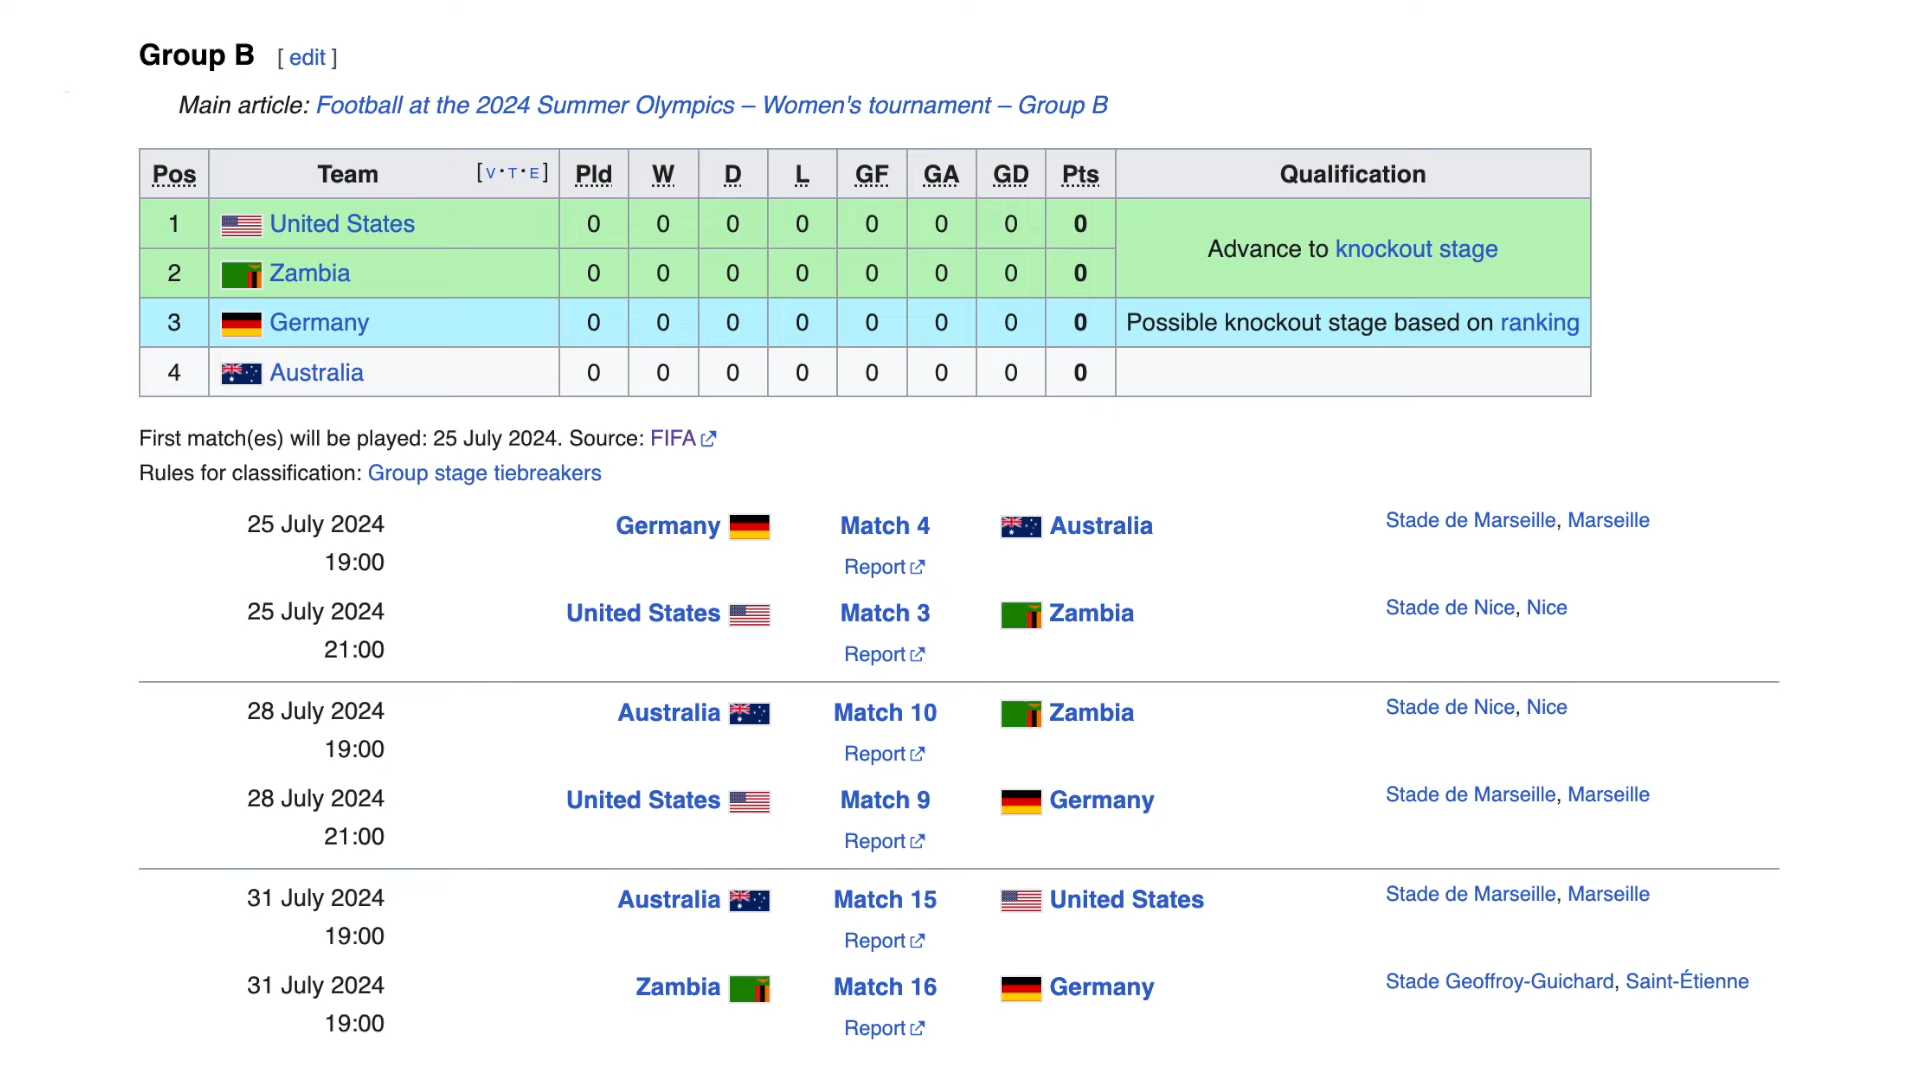 Group B [ edit ]
Main article: Football at the 2024 Summer Olympics – Women's tournament – Group B
Pos Team [V·T·E] Pld W D L GF GA GD Pts Qualification
1 United States 0 0 0 0 0 0 0 0 Advance to knockout stage
2 Zambia 0 0 0 0 0 0 0 0
3 Germany 0 0 0 0 0 0 0 0 Possible knockout stage based on ranking
4 Australia 0 0 0 0 0 0 0 0
First match(es) will be played: 25 July 2024. Source: FIFA
Rules for classification: Group stage tiebreakers
25 July 2024 Germany Match 4 Australia Stade de Marseille, Marseille
19:00 Report
25 July 2024 United States Match 3 Zambia Stade de Nice, Nice
21:00 Report
28 July 2024 Australia Match 10 Zambia Stade de Nice, Nice
19:00 Report
28 July 2024 United States Match 9 Germany Stade de Marseille, Marseille
21:00 Report
31 July 2024 Australia Match 15 United States Stade de Marseille, Marseille
19:00 Report
31 July 2024 Zambia Match 16 Germany Stade Geoffroy-Guichard, Saint-Étienne
19:00 Report